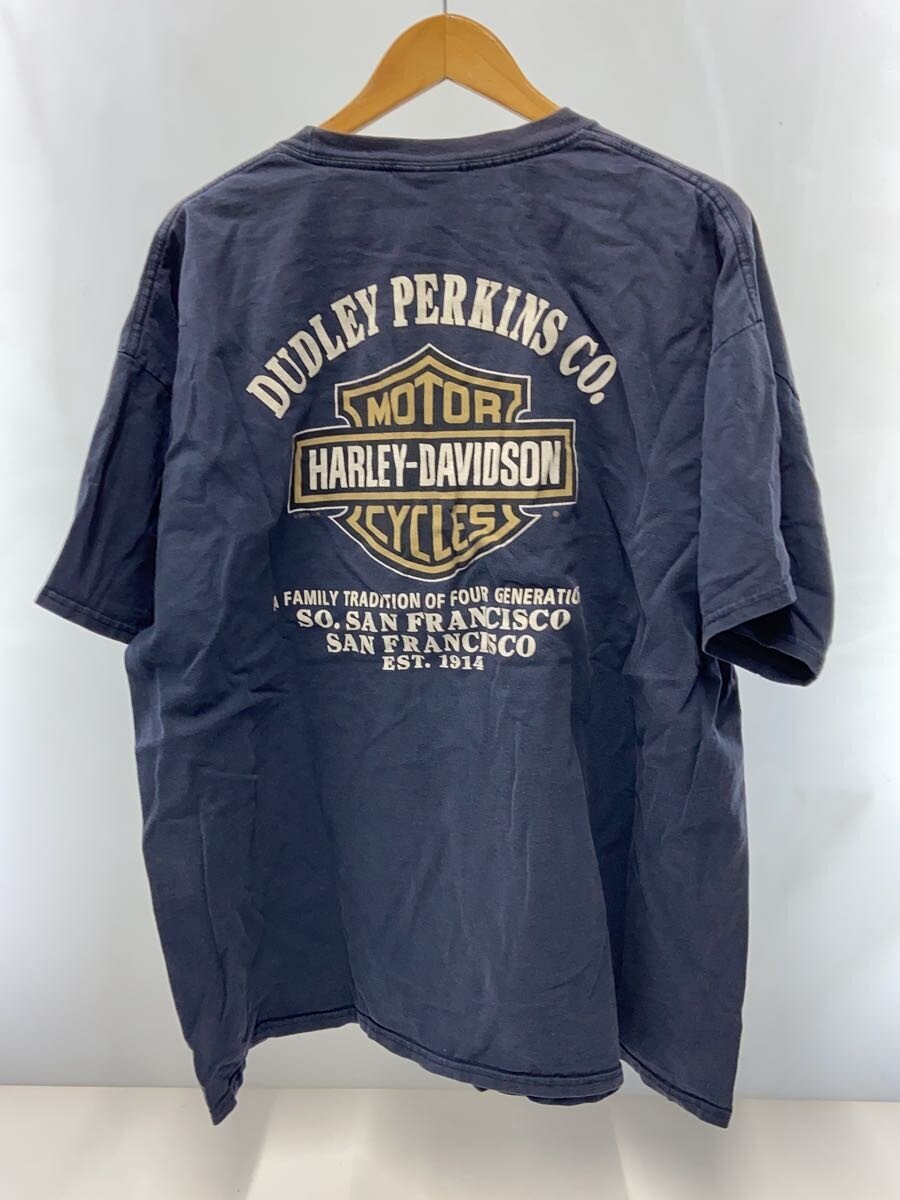 DUDLEY PERKINS CO.
MOTOR
HARLEY-DAVIDSON
CYCLES
®
A FAMILY TRADITION OF FOUR GENERATIO
SO. SAN FRANCISCO
SAN FRANCISCO
EST. 1914